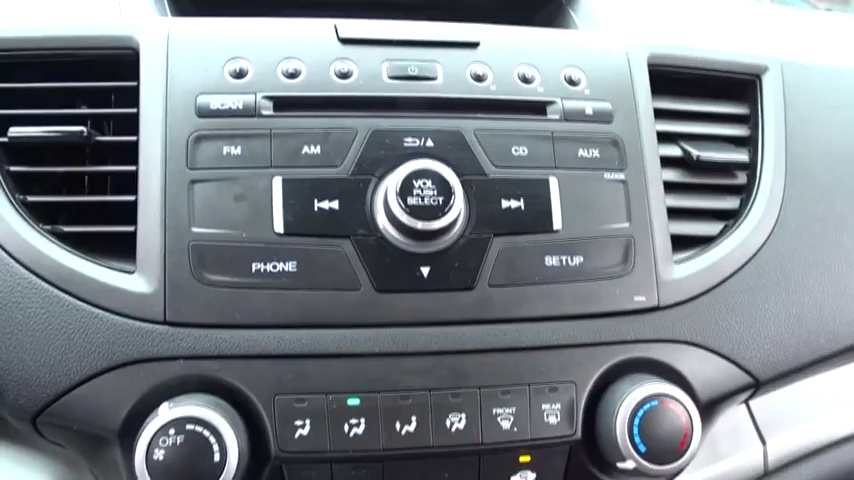 SCAN
FM
AM
CD
AUX
CLOCK
VOL
PUSH
SELECT
PHONE
SETUP
OFF
FRONT
REAR